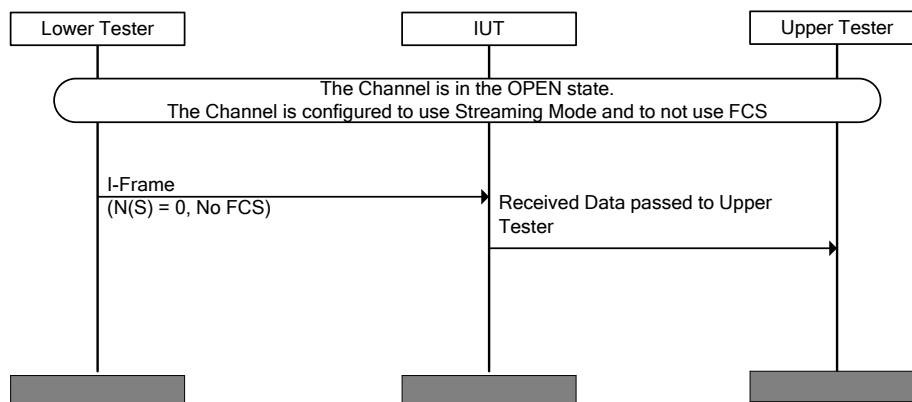 Lower Tester
IUT
Upper Tester
The Channel is in the OPEN state.
The Channel is configured to use Streaming Mode and to not use FCS
I-Frame
(N(S) = 0, No FCS)
Received Data passed to Upper
Tester